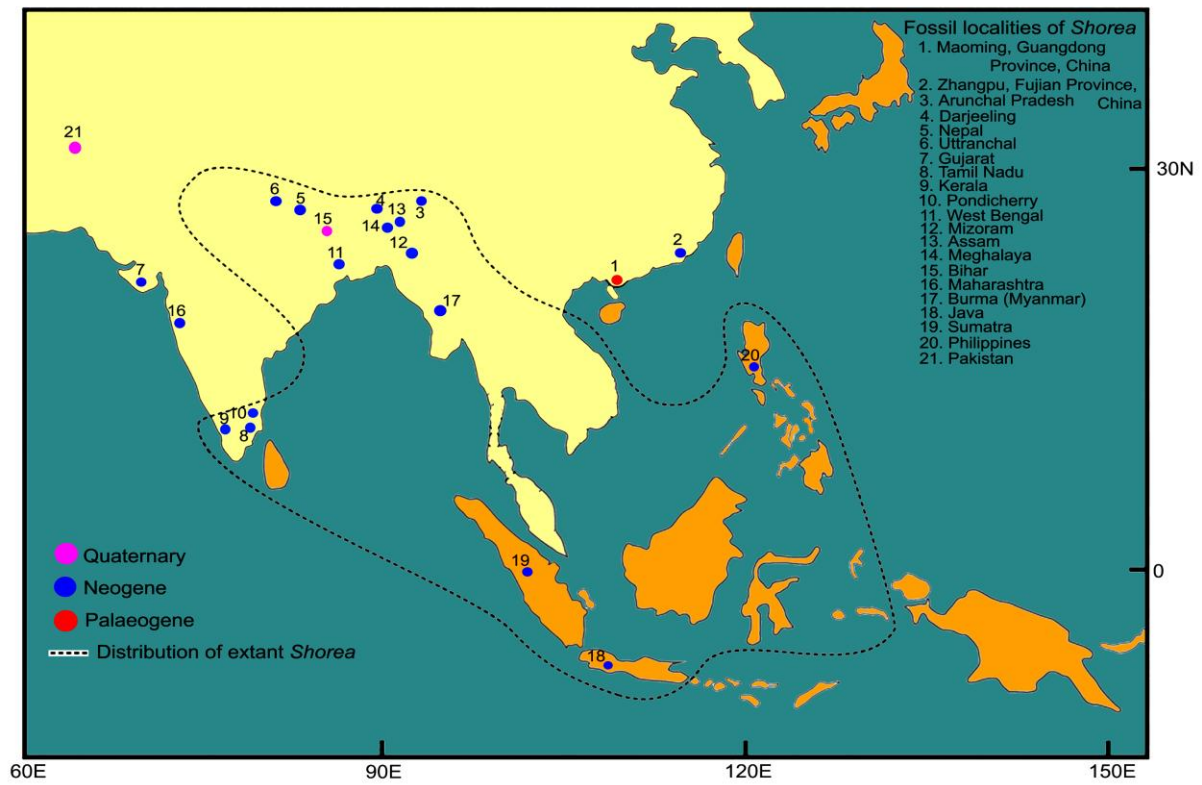 Fossil localities of Shorea
1. Maoming, Guangdong
Province, China
2. Zhangpu, Fujian Province,
China
3. Arunchal Pradesh
4. Darjeeling
5. Nepal
6. Uttranchal
7. Gujarat
8. Tamil Nadu
9. Kerala
10. Pondicherry
11. West Bengal
12. Mizoram
13. Assam
14. Meghalaya
15. Bihar
16. Maharashtra
17. Burma (Myanmar)
18. Java
19. Sumatra
20. Philippines
21. Pakistan
21
30N
6
5
4
13
3
15
14
12
11
2
1
7
17
16
20
10
9
8
Quaternary
Neogene
Palaeogene
Distribution of extant Shorea
19
0
18
60E
90E
120E
150E